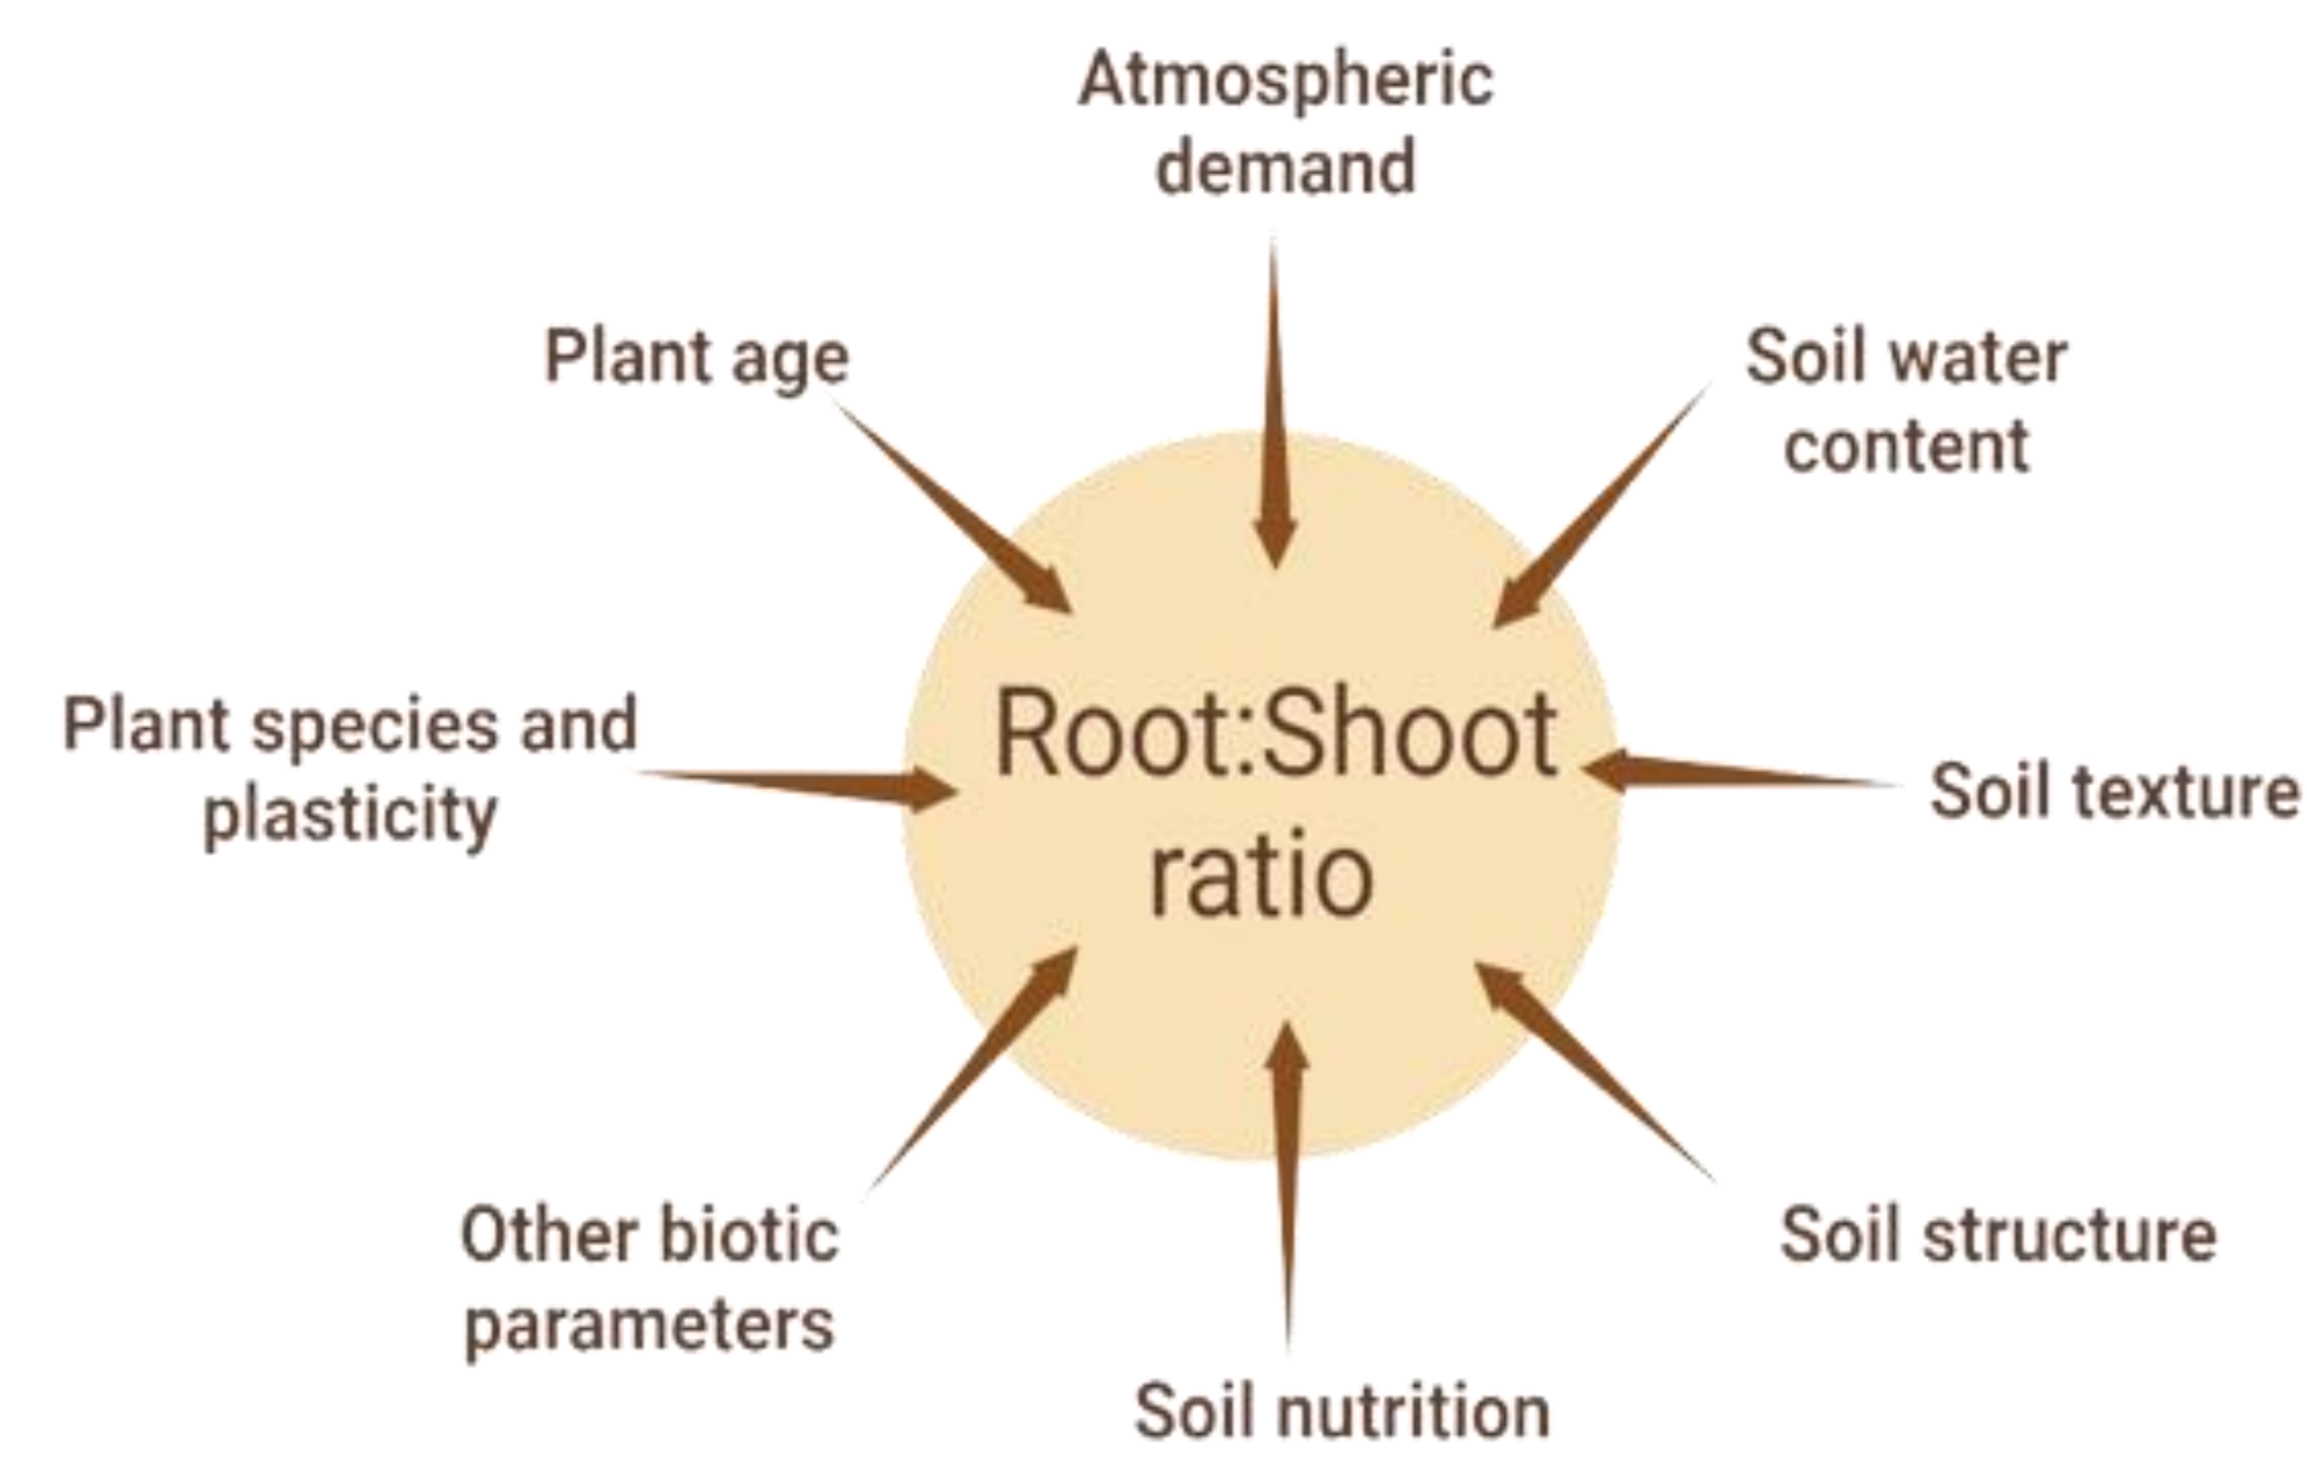 Atmospheric
demand
Plant age
Soil water
content
Plant species and
plasticity
Root:Shoot
ratio
Soil texture
Other biotic
parameters
Soil structure
Soil nutrition